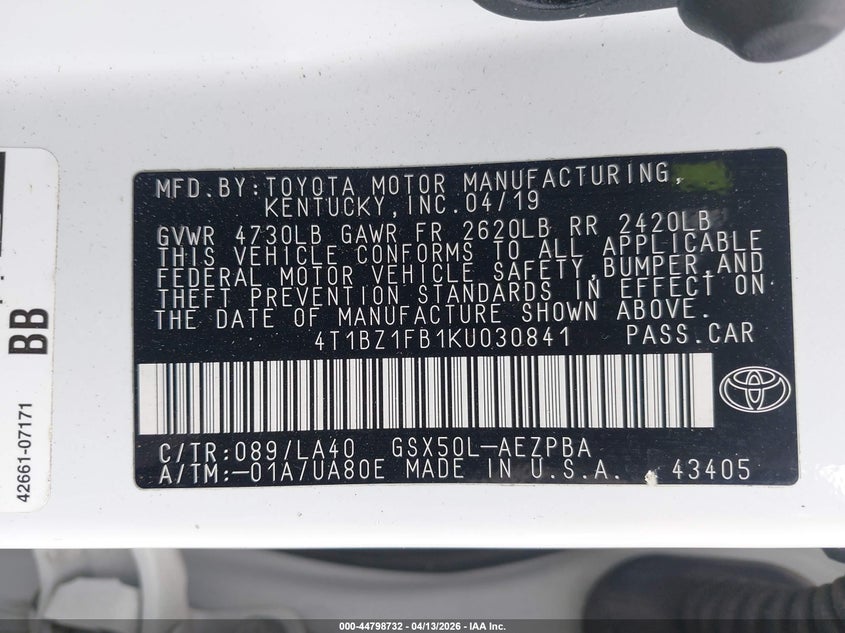 MFD.BY:TOYOTA MOTOR MANUFACTURING,
KENTUCKY,INC.04/19
GVWR 4730LB GAWR FR 2620LB RR 2420LB
THIS VEHICLE CONFORMS TO ALL APPLICABLE
FEDERAL MOTOR VEHICLE SAFETY,BUMPER,AND
THEFT PREVENTION STANDARDS IN EFFECT ON
THE DATE OF MANUFACTURE SHOWN ABOVE.
4T1BZ1FB1KU030841 PASS.CAR
C/TR:089/LA40 GSX50L-AEZPBA
A/TM:-01A/UA80E MADE IN U.S.A. 43405
BB
42661-07171
000-44798732 - 04/13/2026 - IAA Inc.